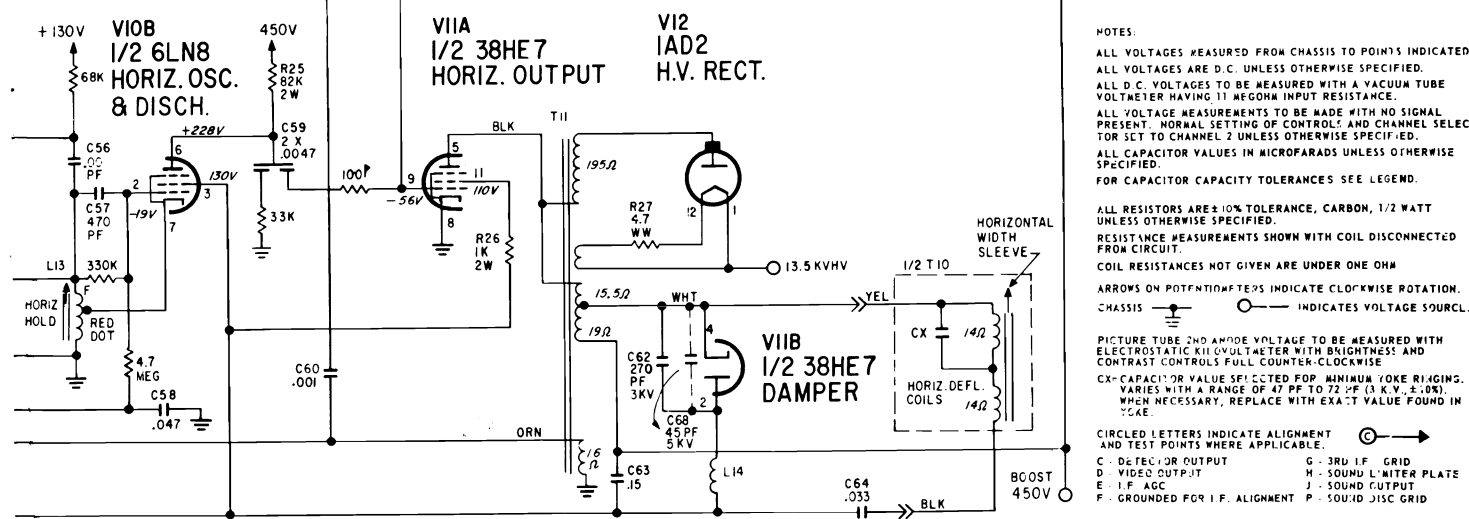 +130V
68K
V10B
1/2 6LN8
HORIZ. OSC.
& DISCH.
450V
R25
82K
2W
V11A
1/2 38HE7
HORIZ. OUTPUT
V12
1AD2
H.V. RECT.
T11
BLK
+228V
C59
2 X
.0047
C56
PF
6
130V
3
2
-19V
7
C57
470
PF
33K
100P
9
-56V
5
11
110V
8
R26
1K
2W
195Ω
R27
4.7
WW
12
1
13.5 KVHV
L13
330K
F
HORIZ
HOLD
RED
DOT
4.7
MEG
C58
.047
C60
.001
15.5Ω
WHT
19Ω
C62
270
PF
3KV
4
2
V11B
1/2 38HE7
DAMPER
C68
45PF
5KV
YEL
1/2 T10
CX
14Ω
HORIZ. DEFL.
COILS
14Ω
HORIZONTAL
WIDTH
SLEEVE
ORN
16
Ω
C63
.15
L14
C64
.033
BLK
BOOST
450V
NOTES:
ALL VOLTAGES MEASURED FROM CHASSIS TO POINTS INDICATED
ALL VOLTAGES ARE D.C. UNLESS OTHERWISE SPECIFIED.
ALL D.C. VOLTAGES TO BE MEASURED WITH A VACUUM TUBE
VOLTMETER HAVING 11 MEGOHM INPUT RESISTANCE.
ALL VOLTAGE MEASUREMENTS TO BE MADE WITH NO SIGNAL
PRESENT. NORMAL SETTING OF CONTROLS AND CHANNEL SELEC
TOR SET TO CHANNEL 2 UNLESS OTHERWISE SPECIFIED.
ALL CAPACITOR VALUES IN MICROFARADS UNLESS OTHERWISE
SPECIFIED.
FOR CAPACITOR CAPACITY TOLERANCES SEE LEGEND.
ALL RESISTORS ARE ±10% TOLERANCE, CARBON, 1/2 WATT
UNLESS OTHERWISE SPECIFIED.
RESISTANCE MEASUREMENTS SHOWN WITH COIL DISCONNECTED
FROM CIRCUIT.
COIL RESISTANCES NOT GIVEN ARE UNDER ONE OHM
ARROWS ON POTENTIOMETERS INDICATE CLOCKWISE ROTATION.
CHASSIS
INDICATES VOLTAGE SOURCE.
PICTURE TUBE 2ND ANODE VOLTAGE TO BE MEASURED WITH
ELECTROSTATIC KILOVOLTMETER WITH BRIGHTNESS AND
CONTRAST CONTROLS FULL COUNTER-CLOCKWISE
CX=CAPACITOR VALUE SELECTED FOR MINIMUM YOKE RINGING.
VARIES WITH A RANGE OF 47 PF TO 72 PF (3 K.V. ±10%).
WHEN NECESSARY, REPLACE WITH EXACT VALUE FOUND IN
YOKE.
CIRCLED LETTERS INDICATE ALIGNMENT
AND TEST POINTS WHERE APPLICABLE.
C
C - DETECTOR OUTPUT
D - VIDEO OUTPUT
E - I.F. AGC
F - GROUNDED FOR I.F. ALIGNMENT
G - 3RD I.F. GRID
H - SOUND LIMITER PLATE
J - SOUND OUTPUT
P - SOUND DISC GRID